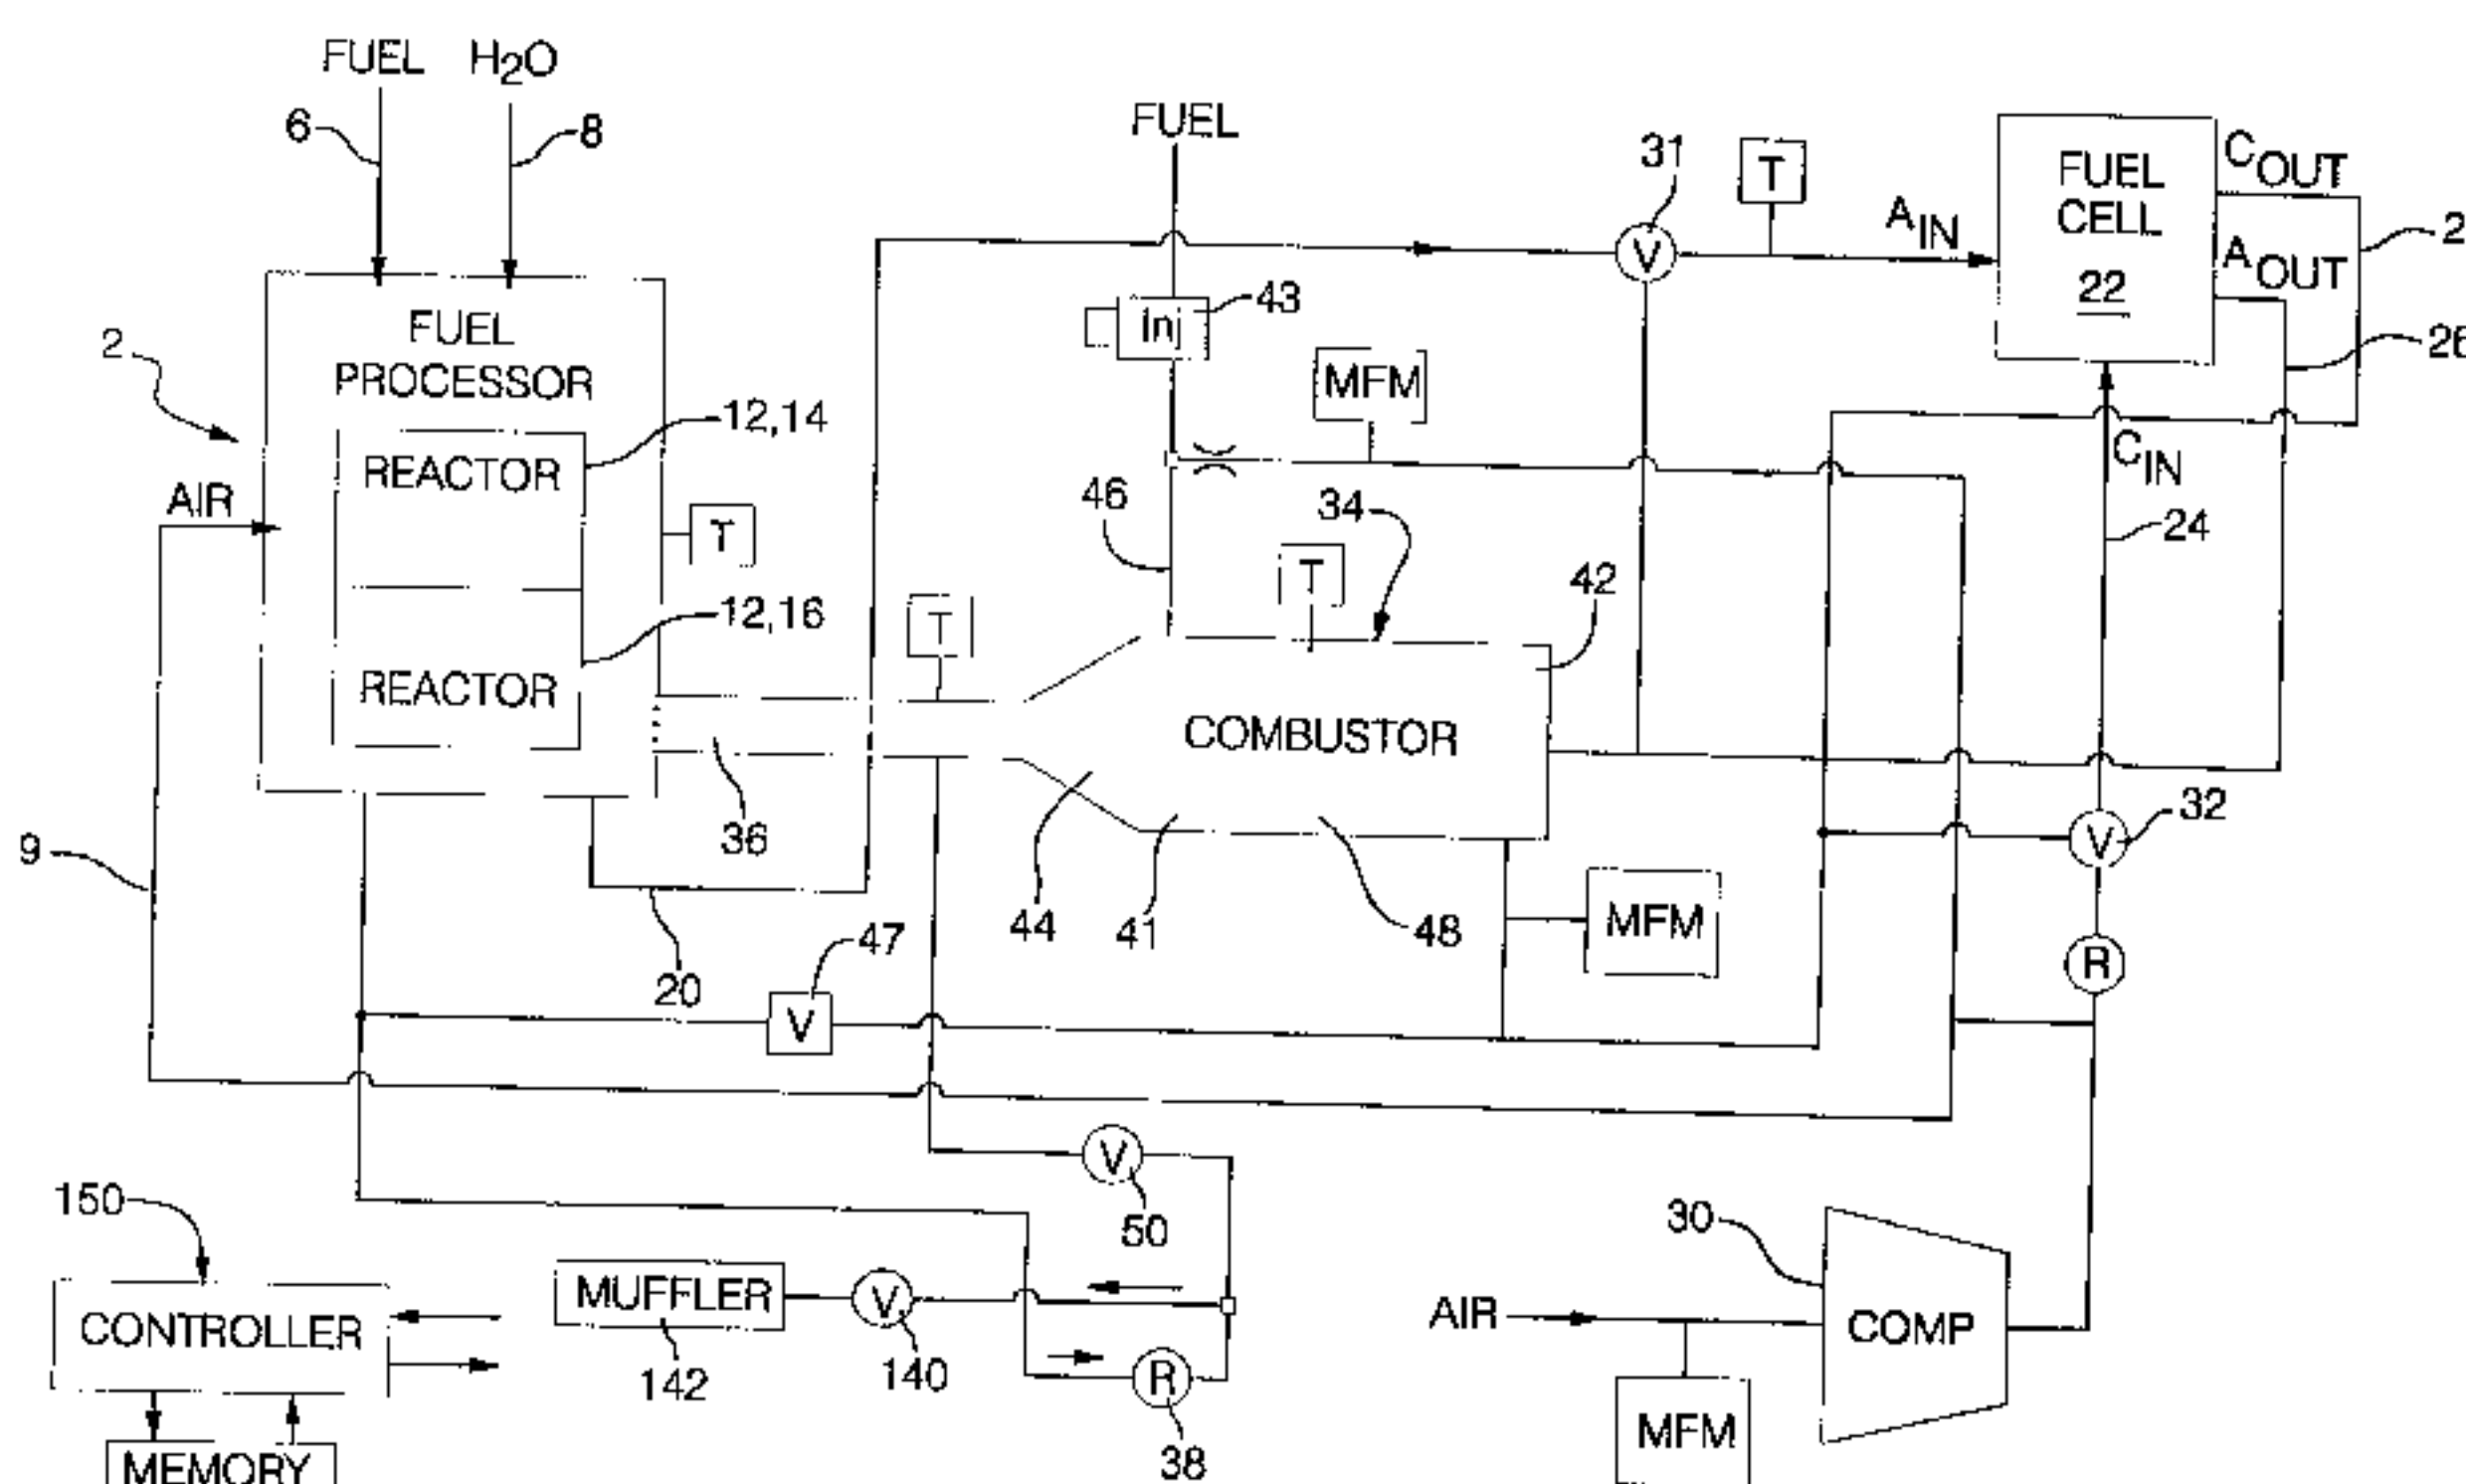 FUEL H2O
6
8
FUEL
31
T
FUEL CELL 22
COUT
AIN
AOUT
2
26
43
Inj
MFM
2
FUEL PROCESSOR
12,14
REACTOR
AIR
T
46
34
CIN
24
T
42
12,16
T
REACTOR
COMBUSTOR
36
32
V
V
9
44
41
48
MFM
20
47
V
R
V
50
150
30
MUFFLER
V
CONTROLLER
AIR
COMP
142
140
R
MFM
38
MEMORY